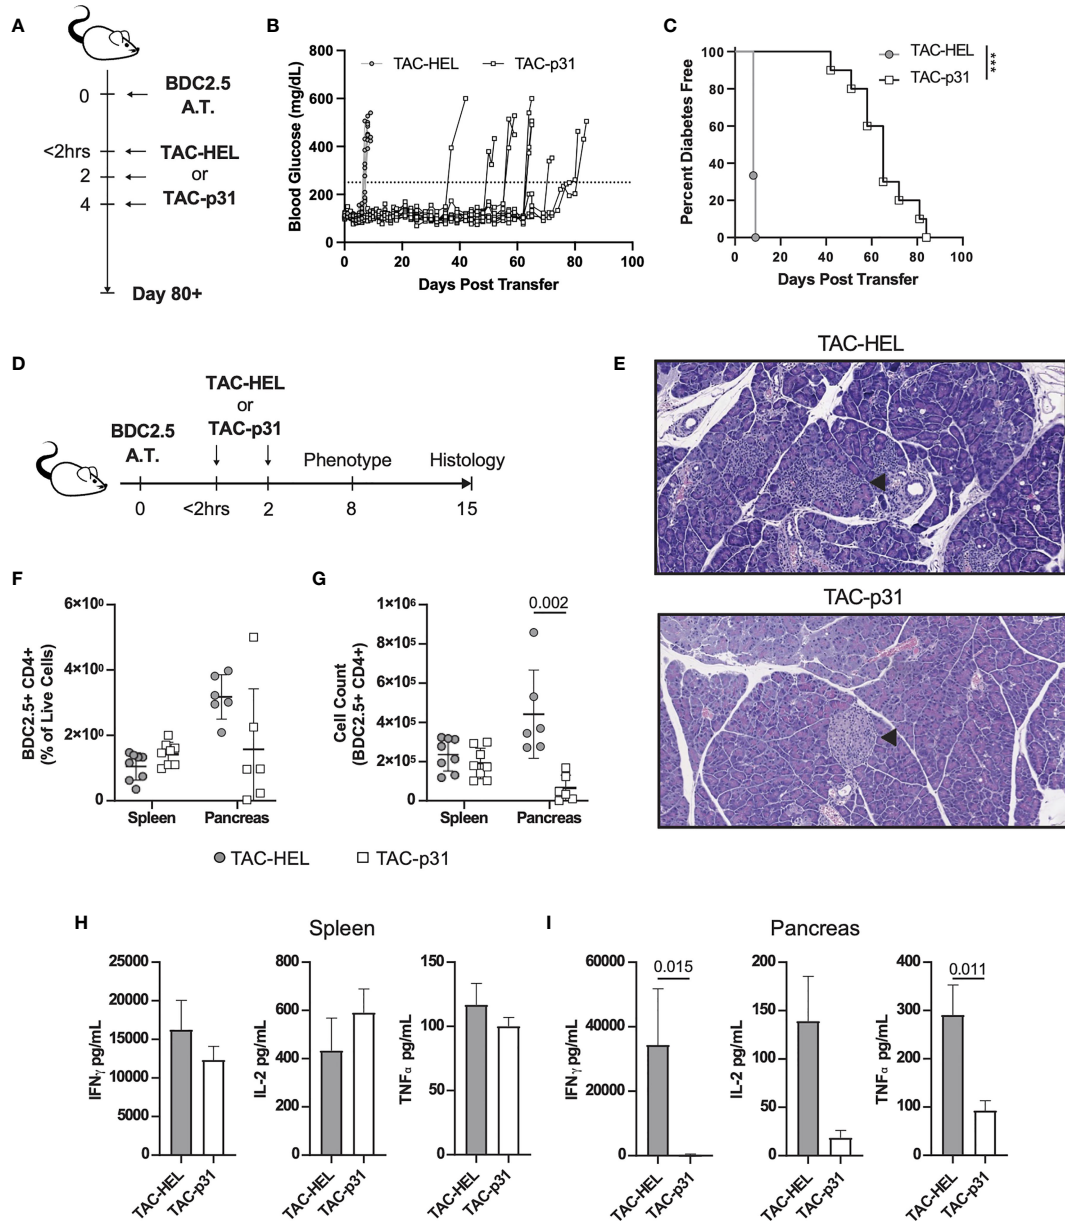 A
0
BDC2.5
A.T.
<2hrs
TAC-HEL
or
2
TAC-p31
4
Day 80+
B
Blood Glucose (mg/dL)
800
600
400
200
0
TAC-HEL
TAC-p31
0 20 40 60 80 100
Days Post Transfer
C
Percent Diabetes Free
100
80
60
40
20
0
TAC-HEL
TAC-p31
***
0 20 40 60 80 100
Days Post Transfer
D
TAC-HEL
or
TAC-p31
BDC2.5
A.T.
Phenotype
Histology
0 <2hrs 2 8 15
E
TAC-HEL
TAC-p31
F
BDC2.5+ CD4+
(% of Live Cells)
6×10⁰
4×10⁰
2×10⁰
0
Spleen Pancreas
G
Cell Count
(BDC2.5+ CD4+)
1×10⁶
8×10⁵
6×10⁵
4×10⁵
2×10⁵
0
0.002
Spleen Pancreas
TAC-HEL TAC-p31
H
Spleen
IFNγ pg/mL
25000
20000
15000
10000
5000
0
TAC-HEL
TAC-p31
IL-2 pg/mL
800
600
400
200
0
TAC-HEL
TAC-p31
TNFα pg/mL
150
100
50
0
TAC-HEL
TAC-p31
I
Pancreas
IFNγ pg/mL
60000
40000
20000
0
0.015
TAC-HEL
TAC-p31
IL-2 pg/mL
200
150
100
50
0
TAC-HEL
TAC-p31
TNFα pg/mL
400
300
200
100
0
0.011
TAC-HEL
TAC-p31